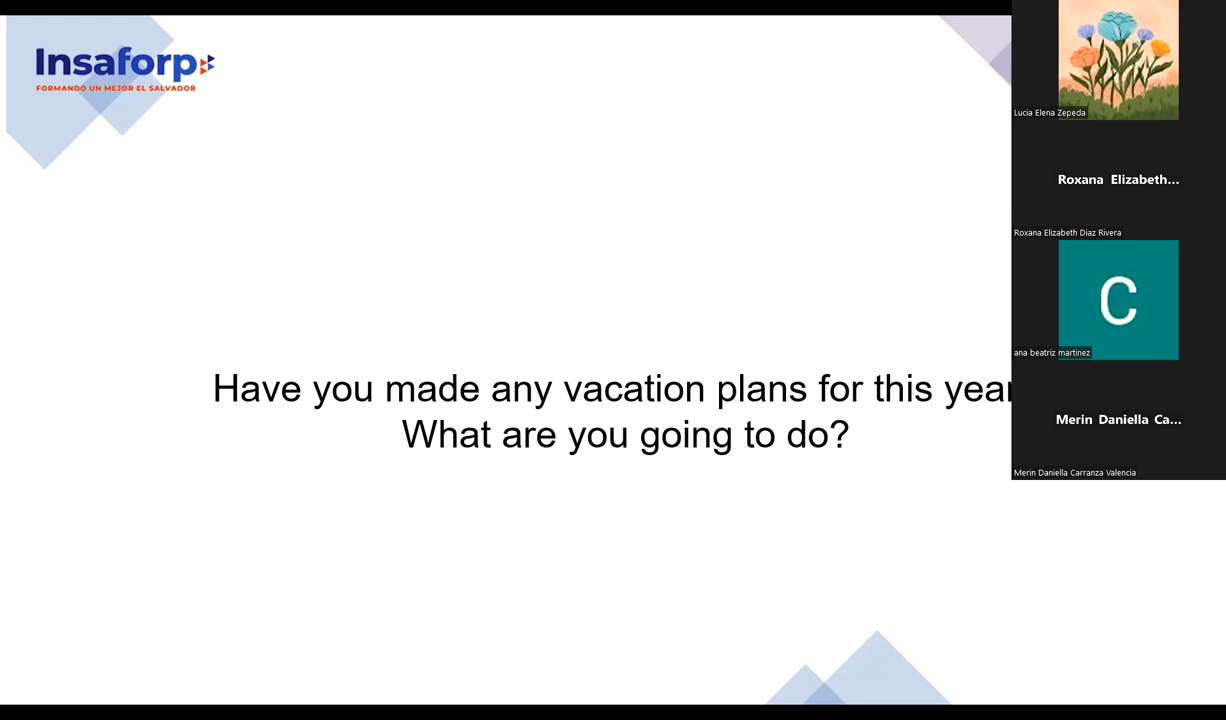 Insaforp
FORMANDO UN MEJOR EL SALVADOR
Have you made any vacation plans for this year
What are you going to do?
Lucia Elena Zepeda
Roxana Elizabeth...
Roxana Elizabeth Diaz Rivera
C
ana beatriz martinez
Merin Daniella Ca...
Merin Daniella Carranza Valencia